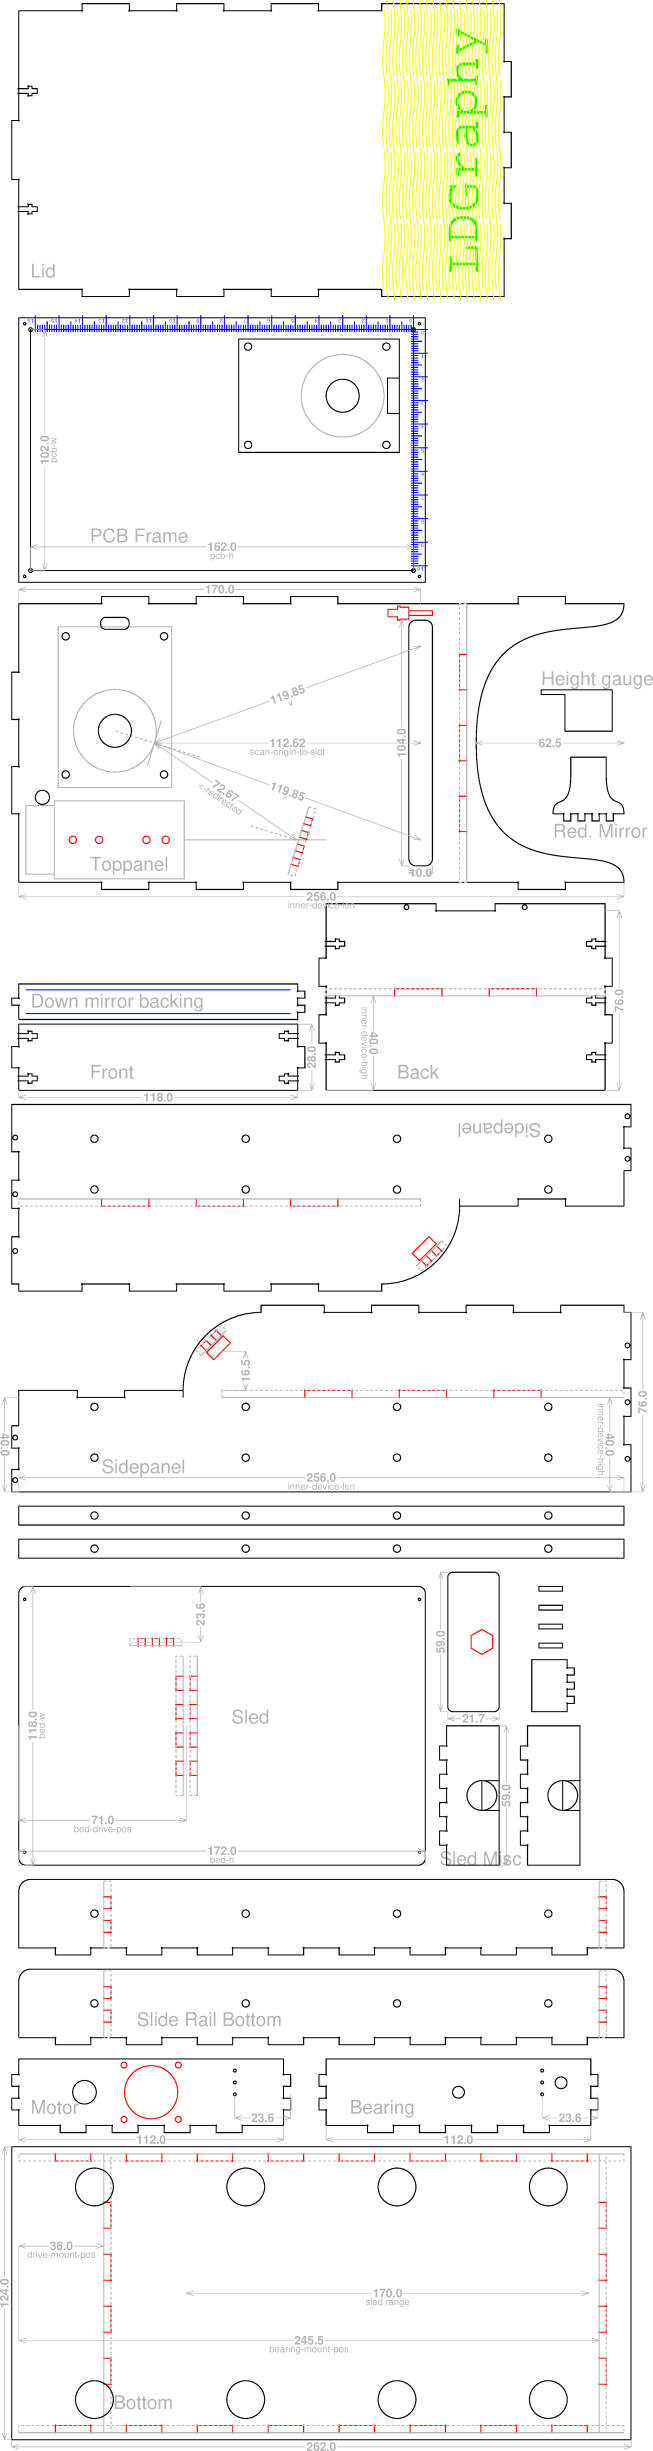 LDGraphy
Lid
102.0
pcb-w
PCB Frame
162.0
pcb-h
170.0
119.85
Height gauge
112.62
scan-origin-to-slot
104.0
62.5
72.67
<-redirected
119.85
Red. Mirror
Toppanel
10.0
256.0
inner-device-len
Down mirror backing
76.0
40.0
inner-device-high
28.0
Front
Back
118.0
Sidepanel
16.5
76.0
40.0
40.0
inner-device-high
Sidepanel
256.0
inner-device-len
23.6
59.0
118.0
bed-w
Sled
21.7
59.0
71.0
bed-drive-pos
172.0
bed-h
Sled Misc
Slide Rail Bottom
Motor
23.6
Bearing
23.6
112.0
112.0
36.0
drive-mount-pos
124.0
170.0
sled range
245.5
bearing-mount-pos
Bottom
262.0